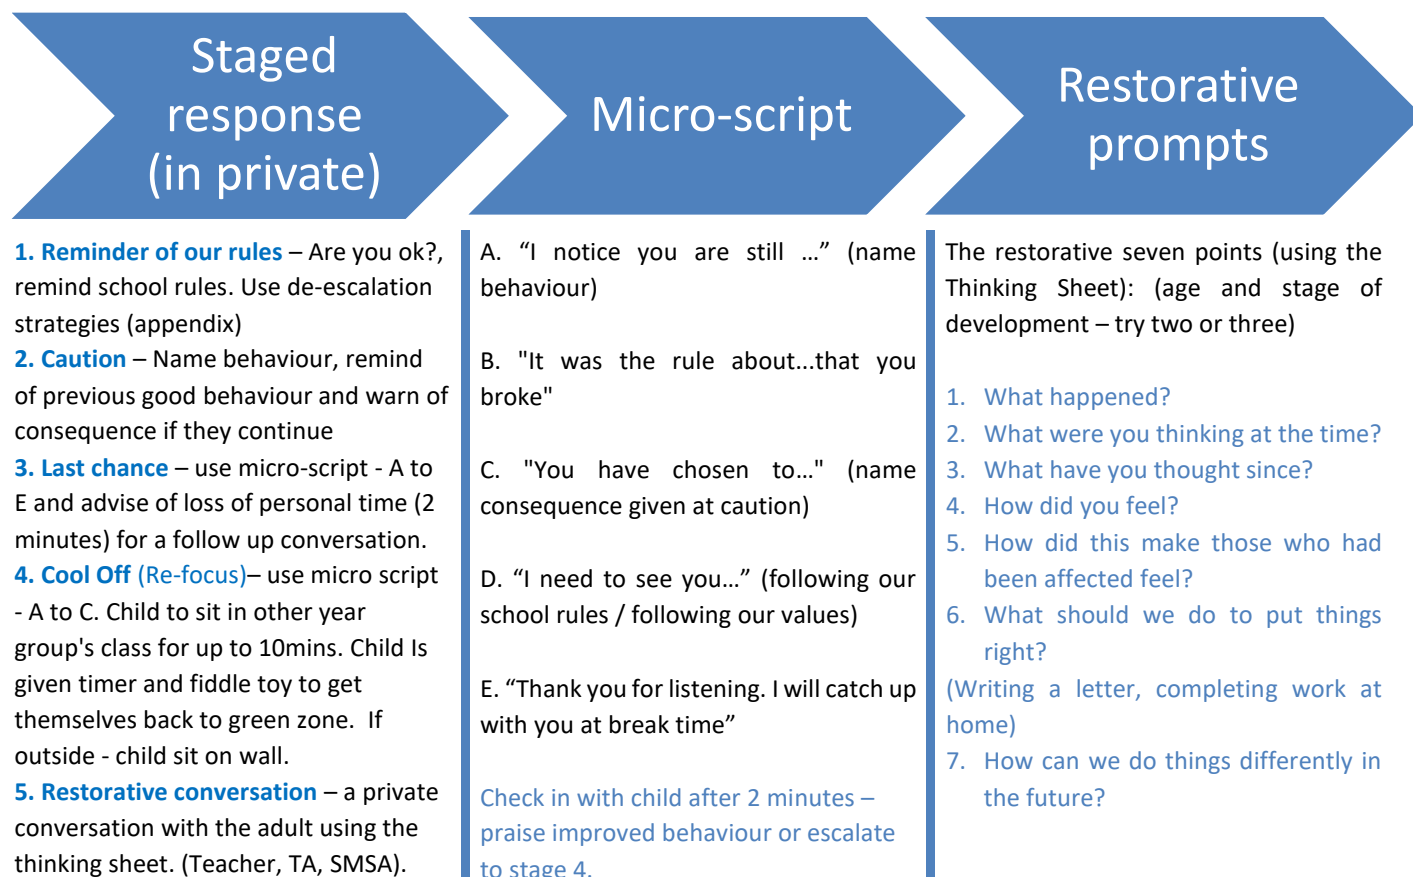 Staged
response
(in private)
Micro-script
Restorative
prompts
1. Reminder of our rules – Are you ok?,
remind school rules. Use de-escalation
strategies (appendix)
2. Caution – Name behaviour, remind
of previous good behaviour and warn of
consequence if they continue
3. Last chance – use micro-script - A to
E and advise of loss of personal time (2
minutes) for a follow up conversation.
4. Cool Off (Re-focus)– use micro script
- A to C. Child to sit in other year
group's class for up to 10mins. Child Is
given timer and fiddle toy to get
themselves back to green zone.  If
outside - child sit on wall.
5. Restorative conversation – a private
conversation with the adult using the
thinking sheet. (Teacher, TA, SMSA).
A. “I notice you are still …” (name
behaviour)
B. "It was the rule about...that you
broke"
C. "You have chosen to..." (name
consequence given at caution)
D. “I need to see you…” (following our
school rules / following our values)
E. “Thank you for listening. I will catch up
with you at break time”
Check in with child after 2 minutes –
praise improved behaviour or escalate
to stage 4.
The restorative seven points (using the
Thinking Sheet): (age and stage of
development – try two or three)
1. What happened?
2. What were you thinking at the time?
3. What have you thought since?
4. How did you feel?
5. How did this make those who had
been affected feel?
6. What should we do to put things
right?
(Writing a letter, completing work at
home)
7. How can we do things differently in
the future?